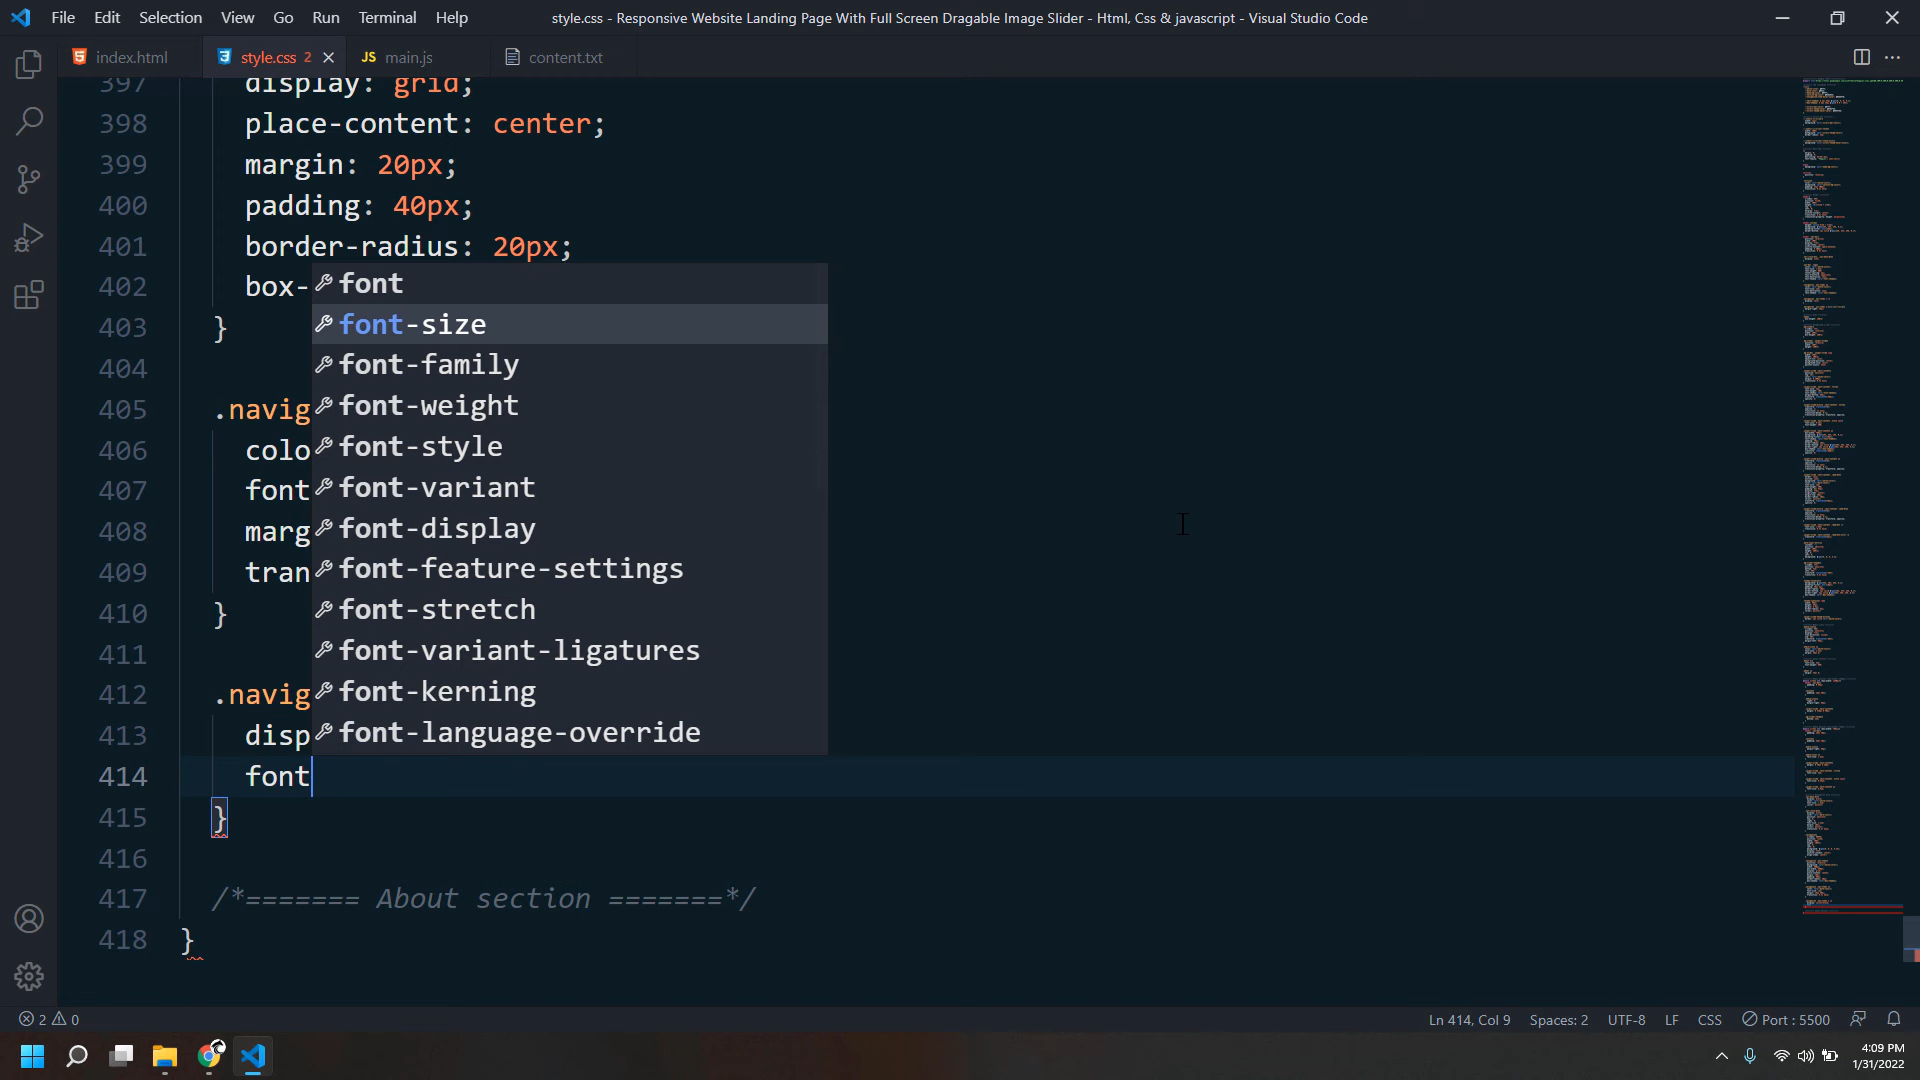 File Edit Selection View Go Run Terminal Help
style.css - Responsive Website Landing Page With Full Screen Dragable Image Slider - Html, Css & javascript - Visual Studio Code
index.html
style.css 2
JS main.js
content.txt
397 display: grid;
398 place-content: center;
399 margin: 20px;
400 padding: 40px;
401 border-radius: 20px;
402 box-
403 }
404
405 .navig
406 colo
407 font
408 marg
409 tran
410 }
411
412 .navig
413 disp
414 font
415 }
416
417 /*======= About section =======*/
418 }
font
font-size
font-family
font-weight
font-style
font-variant
font-display
font-feature-settings
font-stretch
font-variant-ligatures
font-kerning
font-language-override
2 0
Ln 414, Col 9 Spaces: 2 UTF-8 LF CSS Port : 5500
4:09 PM
1/31/2022